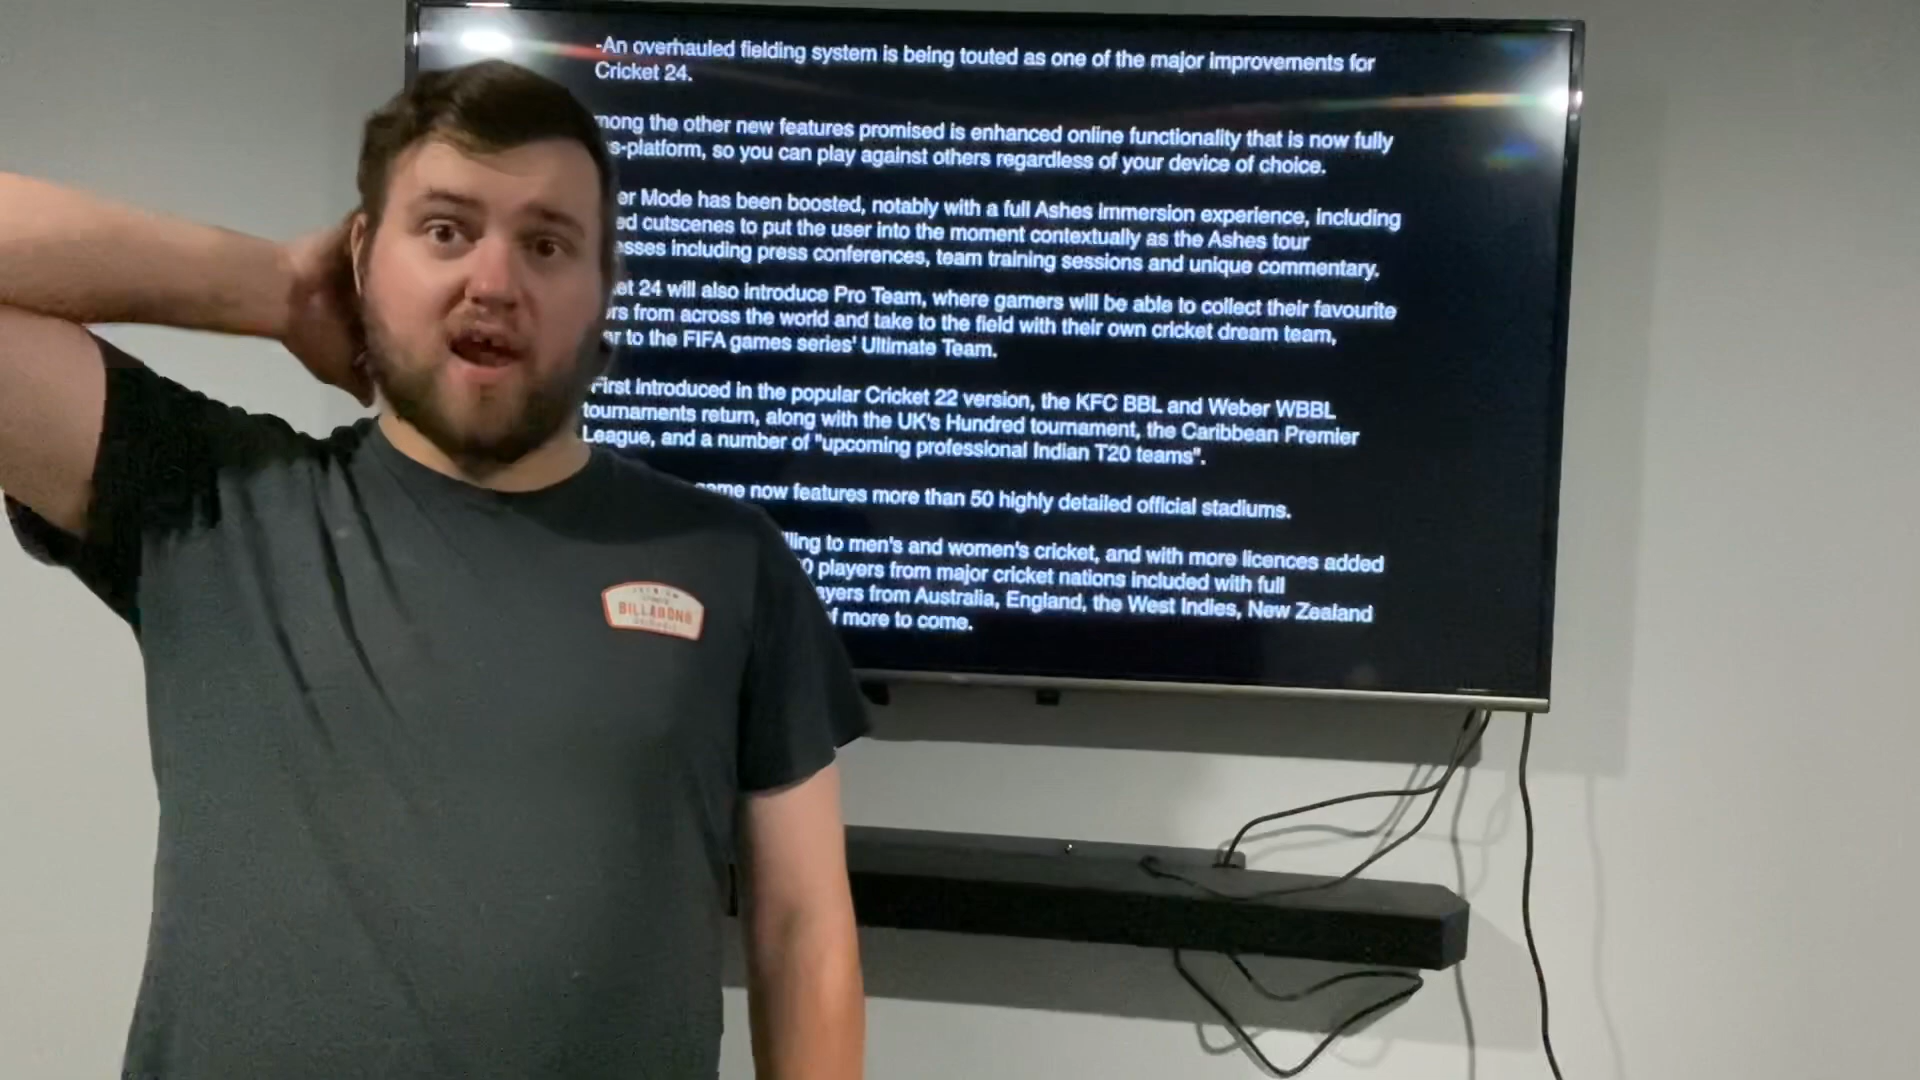 -An overhauled fielding system is being touted as one of the major improvements for
Cricket 24.
mong the other new features promised is enhanced online functionality that is now fully
s-platform, so you can play against others regardless of your device of choice.
er Mode has been boosted, notably with a full Ashes immersion experience, including
ed cutscenes to put the user into the moment contextually as the Ashes tour
esses including press conferences, team training sessions and unique commentary.
et 24 will also introduce Pro Team, where gamers will be able to collect their favourite
rs from across the world and take to the field with their own cricket dream team,
ar to the FIFA games series' Ultimate Team.
First introduced in the popular Cricket 22 version, the KFC BBL and Weber WBBL
tournaments return, along with the UK's Hundred tournament, the Caribbean Premier
League, and a number of "upcoming professional Indian T20 teams".
ame now features more than 50 highly detailed official stadiums.
lling to men's and women's cricket, and with more licences added
0 players from major cricket nations included with full
ayers from Australia, England, the West Indies, New Zealand
f more to come.
BILLABONG